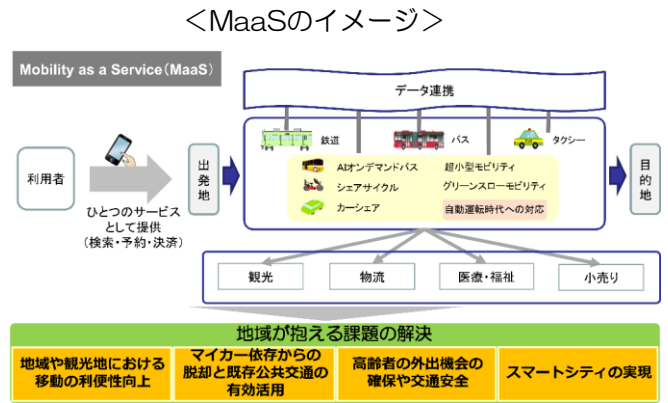 ＜MaaSのイメージ＞
Mobility as a Service（MaaS）
データ連携
鉄道
バス
タクシー
利用者
出発地
AIオンデマンドバス
超小型モビリティ
シェアサイクル
グリーンスローモビリティ
カーシェア
自動運転時代への対応
目的地
ひとつのサービス
として提供
（検索・予約・決済）
観光
物流
医療・福祉
小売り
地域が抱える課題の解決
地域や観光地における
移動の利便性向上
マイカー依存からの
脱却と既存公共交通の
有効活用
高齢者の外出機会の
確保や交通安全
スマートシティの実現